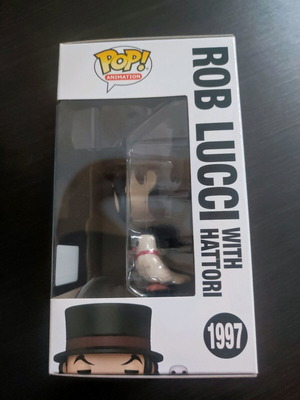 POP!
ANIMATION
ROB LUCCI WITH
HATTORI
1997